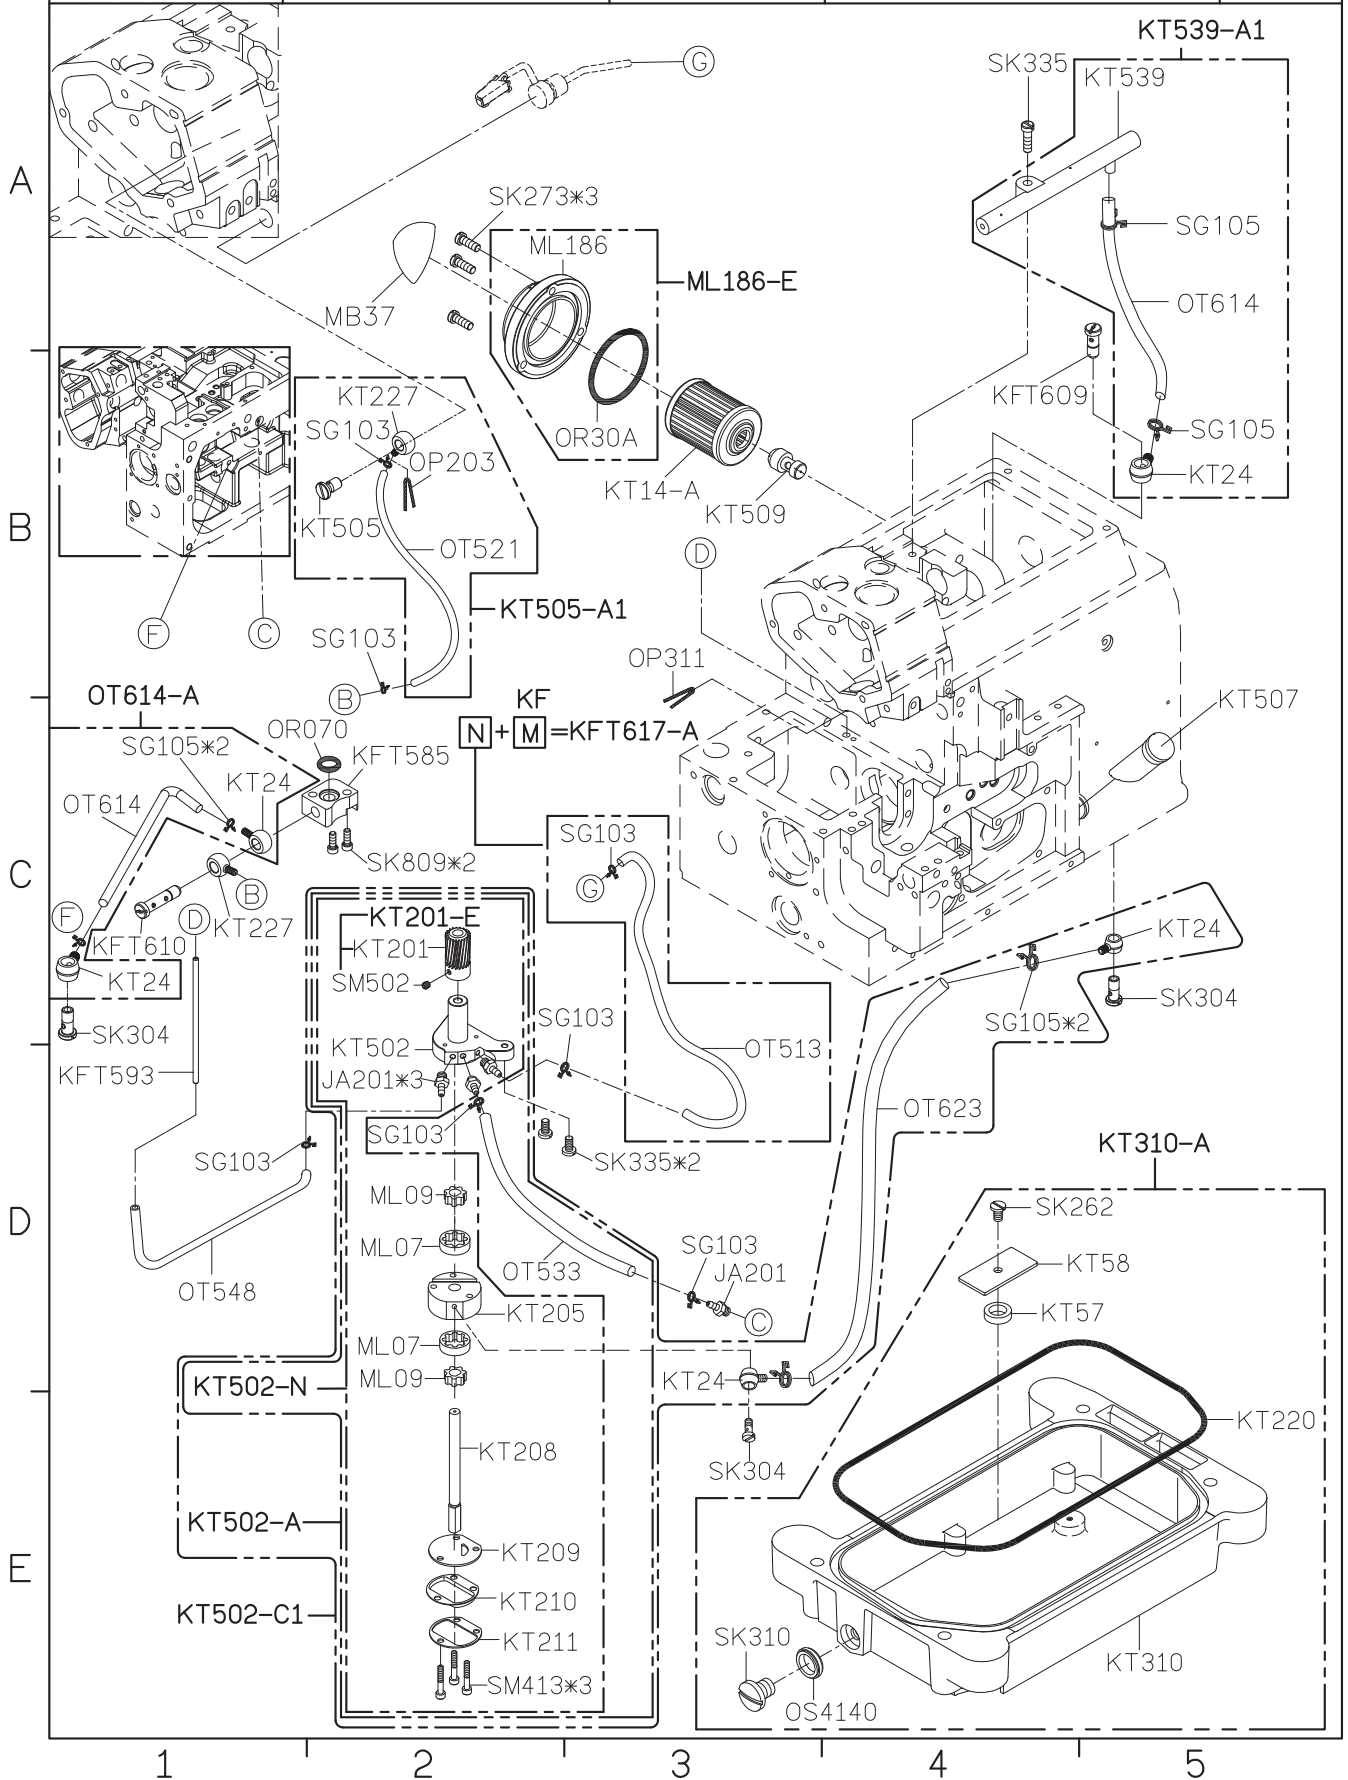 KT539-A1
SK335
KT539
G
A
SK273*3
SG105
ML186
ML186-E
OT614
MB37
KT227
KFT609
SG103
OR30A
SG105
OP203
KT14-A
KT24
KT505
KT509
B
OT521
D
KT505-A1
F
C
SG103
OP311
B
OT614-A
KF
KT507
N + M =KFT617-A
OR070
SG105*2
KFT585
KT24
OT614
SG103
SK809*2
C
G
B
F
D
KT201-E
KT227
KT24
KFT610
KT201
KT24
SM502
SK304
SG103
SG105*2
SK304
KT502
OT513
KFT593
JA201*3
OT623
SG103
KT310-A
SG103
SK335*2
ML09
SK262
D
ML07
SG103
OT533
JA201
KT58
OT548
KT205
KT57
C
ML07
KT502-N
ML09
KT24
KT220
KT208
SK304
KT502-A
KT209
E
KT210
KT502-C1
KT211
SK310
KT310
SM413*3
OS4140
1
2
3
4
5